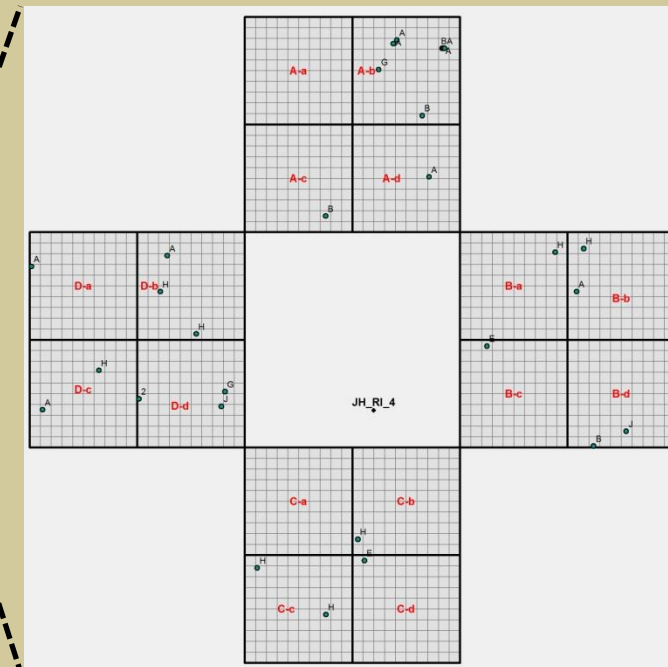 A
A
BA
A
A-a
A-b
G
B
A-c
A-d
A
B
A
H
H
A
D-a
D-b
H
A
B-a
B-b
H
E
H
D-c
A
2
D-d
G
J
B-c
B-d
J
B
JH_RI_4
C-a
C-b
H
E
H
C-c
H
C-d